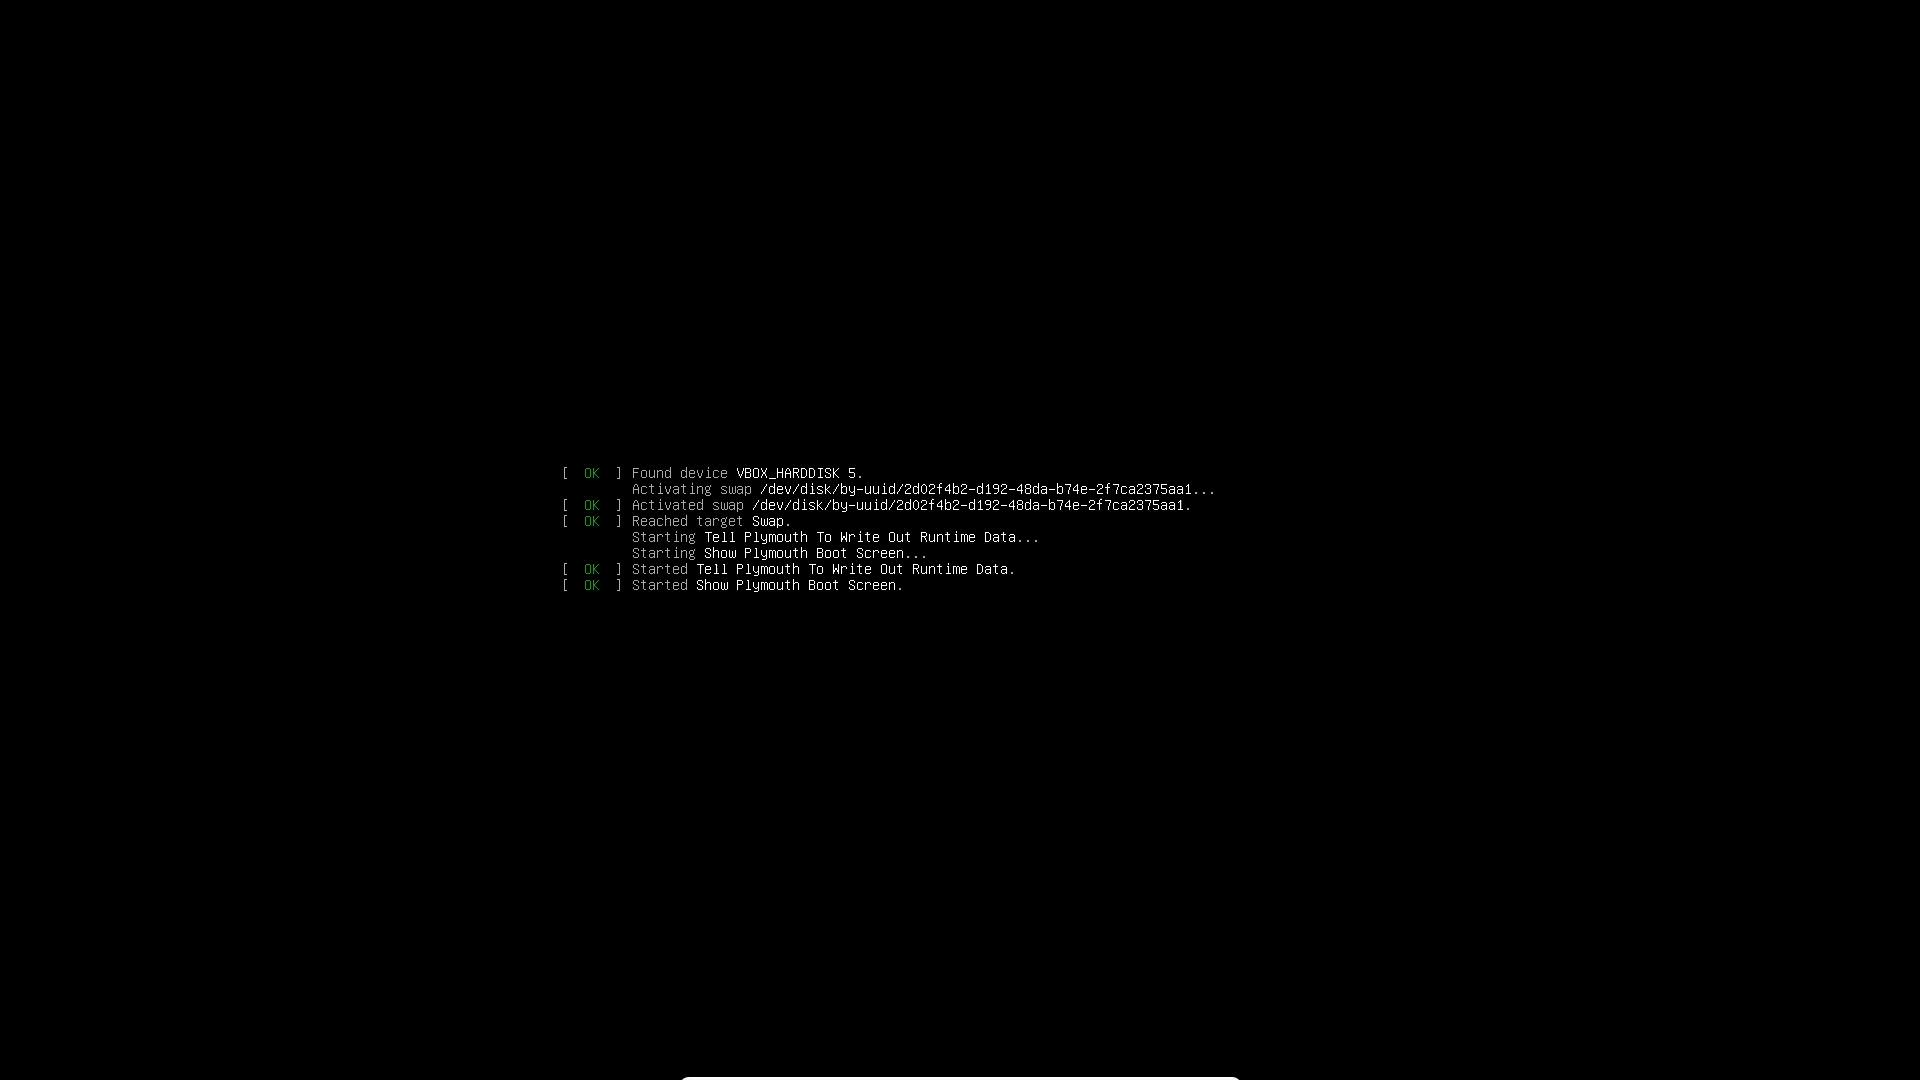 [  OK  ] Found device VBOX_HARDDISK 5.
Activating swap /dev/disk/by-uuid/2d02f4b2-d192-48da-b74e-2f7ca2375aa1...
[  OK  ] Activated swap /dev/disk/by-uuid/2d02f4b2-d192-48da-b74e-2f7ca2375aa1.
[  OK  ] Reached target Swap.
Starting Tell Plymouth To Write Out Runtime Data...
Starting Show Plymouth Boot Screen...
[  OK  ] Started Tell Plymouth To Write Out Runtime Data.
[  OK  ] Started Show Plymouth Boot Screen.